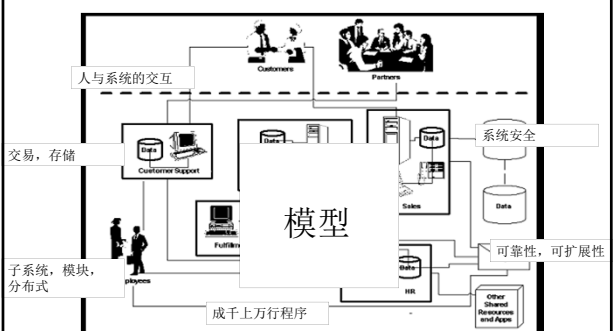 Customers
Partners
人与系统的交互
Data
Customer Support
交易，存储
Data
Data
Sales
系统安全
Data
模型
Fulfillm
子系统，模块，
分布式
ployees
Data
HR
可靠性，可扩展性
成千上万行程序
Other
Shared
Resources
and Apps